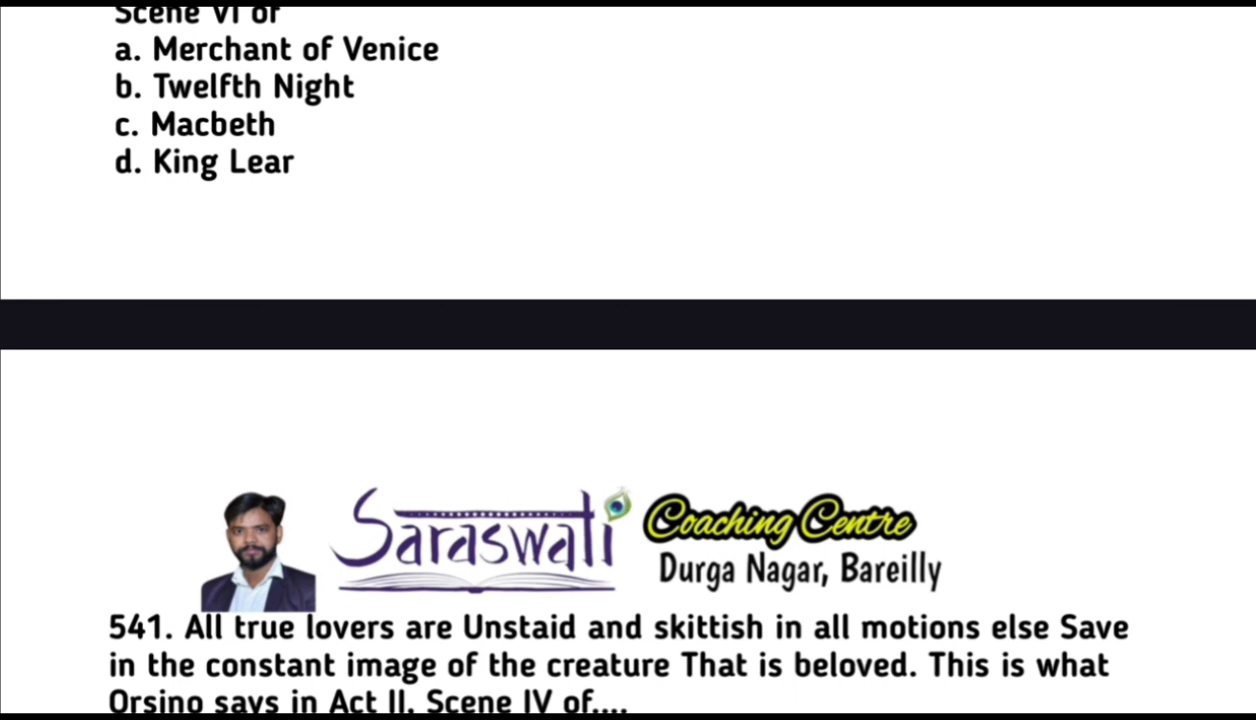 Scene VI of
a. Merchant of Venice
b. Twelfth Night
c. Macbeth
d. King Lear
Saraswati Coaching Centre
Durga Nagar, Bareilly
541. All true lovers are Unstaid and skittish in all motions else Save
in the constant image of the creature That is beloved. This is what
Orsino says in Act II, Scene IV of....